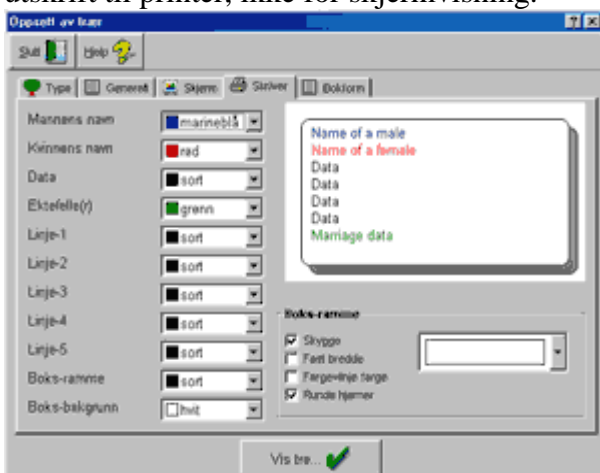 utskrift til printer, ikke for skjermvisning.
Oppsett av trær
Slutt Hjelp
Type Generelt Skjerm Skriver Bokform
Mannens navn marineblå
Kvinnens navn rød
Data sort
Ektefelle(r) grønn
Linje-1 sort
Linje-2 sort
Linje-3 sort
Linje-4 sort
Linje-5 sort
Boks-ramme sort
Boks-bakgrunn hvit
Name of a male
Name of a female
Data
Data
Data
Data
Marriage data
Boks-ramme
Skygge
Fast bredde
Fargevinje farge
Runde hjørner
Vis tre...